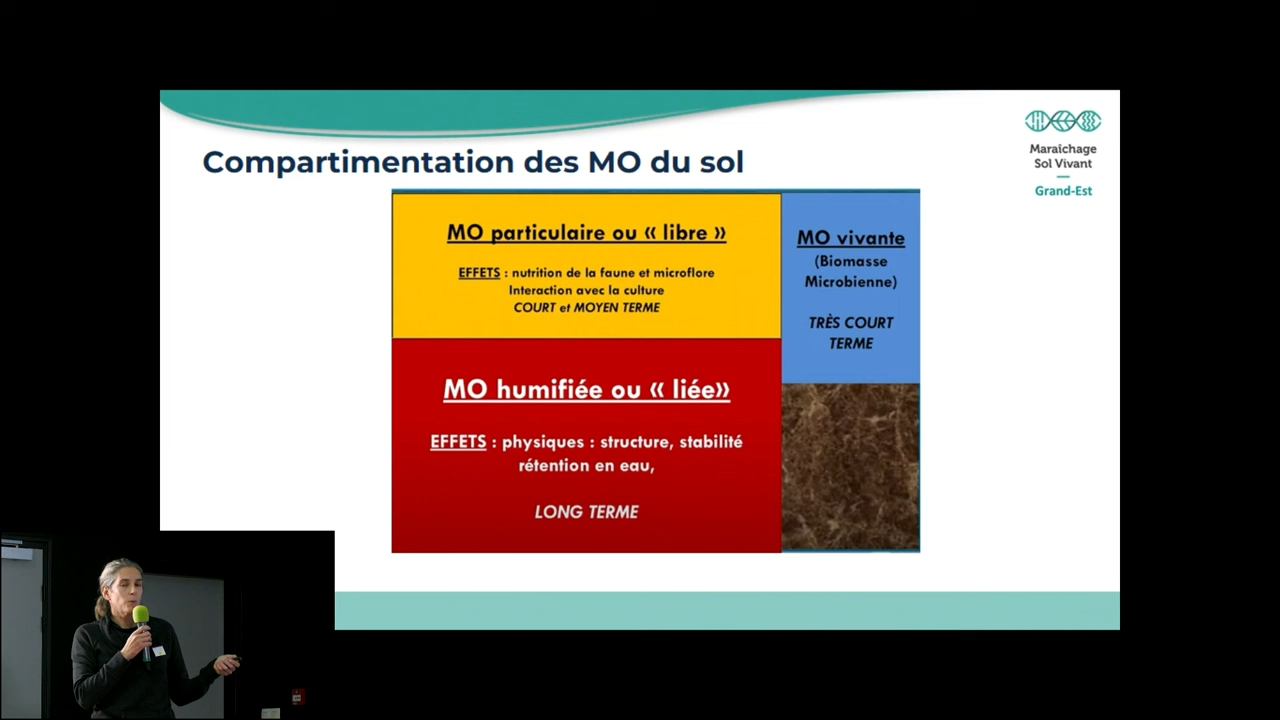 Compartimentation des MO du sol
Maraîchage
Sol Vivant
Grand-Est
MO particulaire ou « libre »
EFFETS : nutrition de la faune et microflore
Interaction avec la culture
COURT et MOYEN TERME
MO vivante
(Biomasse
Microbienne)
TRÈS COURT
TERME
MO humifiée ou « liée»
EFFETS : physiques : structure, stabilité
rétention en eau,
LONG TERME